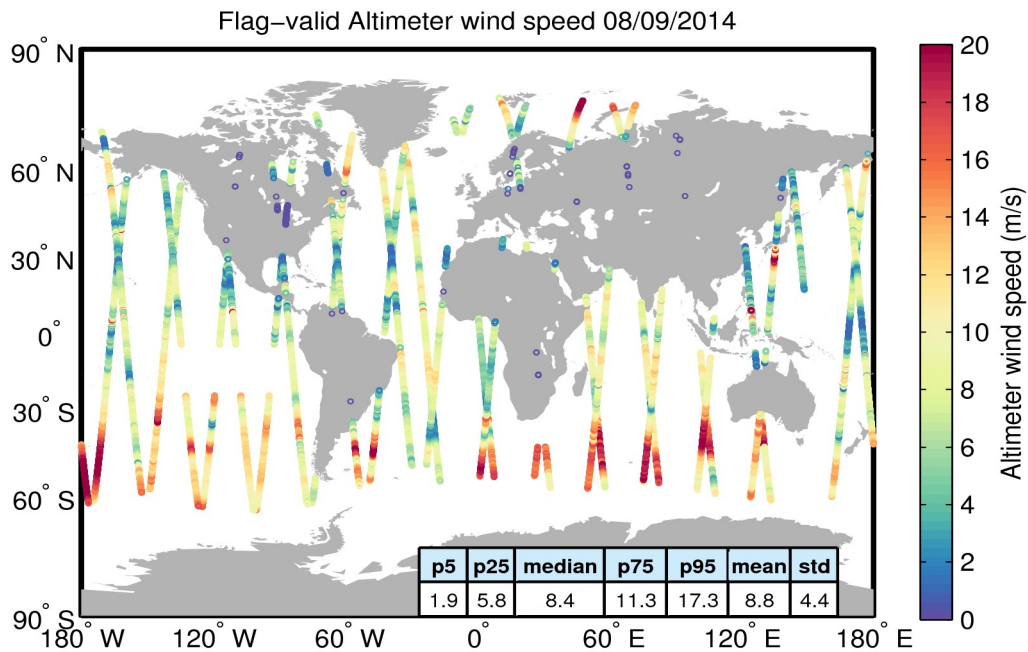 Flag−valid Altimeter wind speed 08/09/2014
90° N
60° N
30° N
0°
30° S
60° S
90° S
180° W
120° W
60° W
0°
60° E
120° E
180° E
p5 p25 median p75 p95 mean std
1.9 5.8 8.4 11.3 17.3 8.8 4.4
20
18
16
14
12
10
8
6
4
2
0
Altimeter wind speed (m/s)